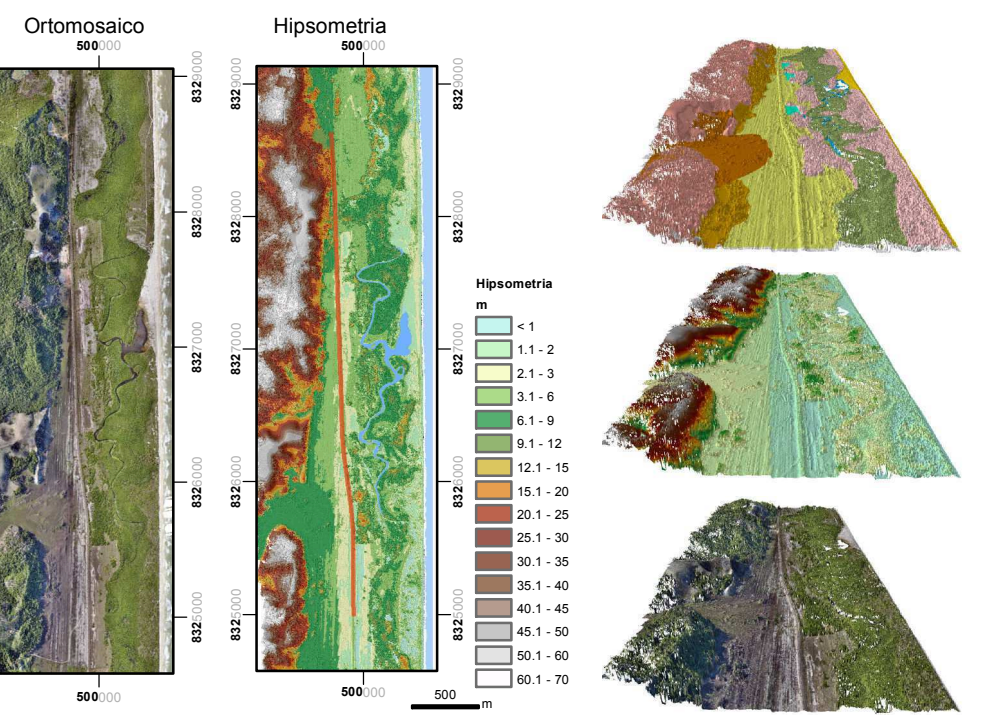 Ortomosaico
500000
8329000
8328000
8327000
8326000
8325000
500000
Hipsometria
500000
8329000
8329000
8328000
8328000
8327000
8327000
8326000
8326000
8325000
8325000
500000
500
m
Hipsometria
m
< 1
1.1 - 2
2.1 - 3
3.1 - 6
6.1 - 9
9.1 - 12
12.1 - 15
15.1 - 20
20.1 - 25
25.1 - 30
30.1 - 35
35.1 - 40
40.1 - 45
45.1 - 50
50.1 - 60
60.1 - 70